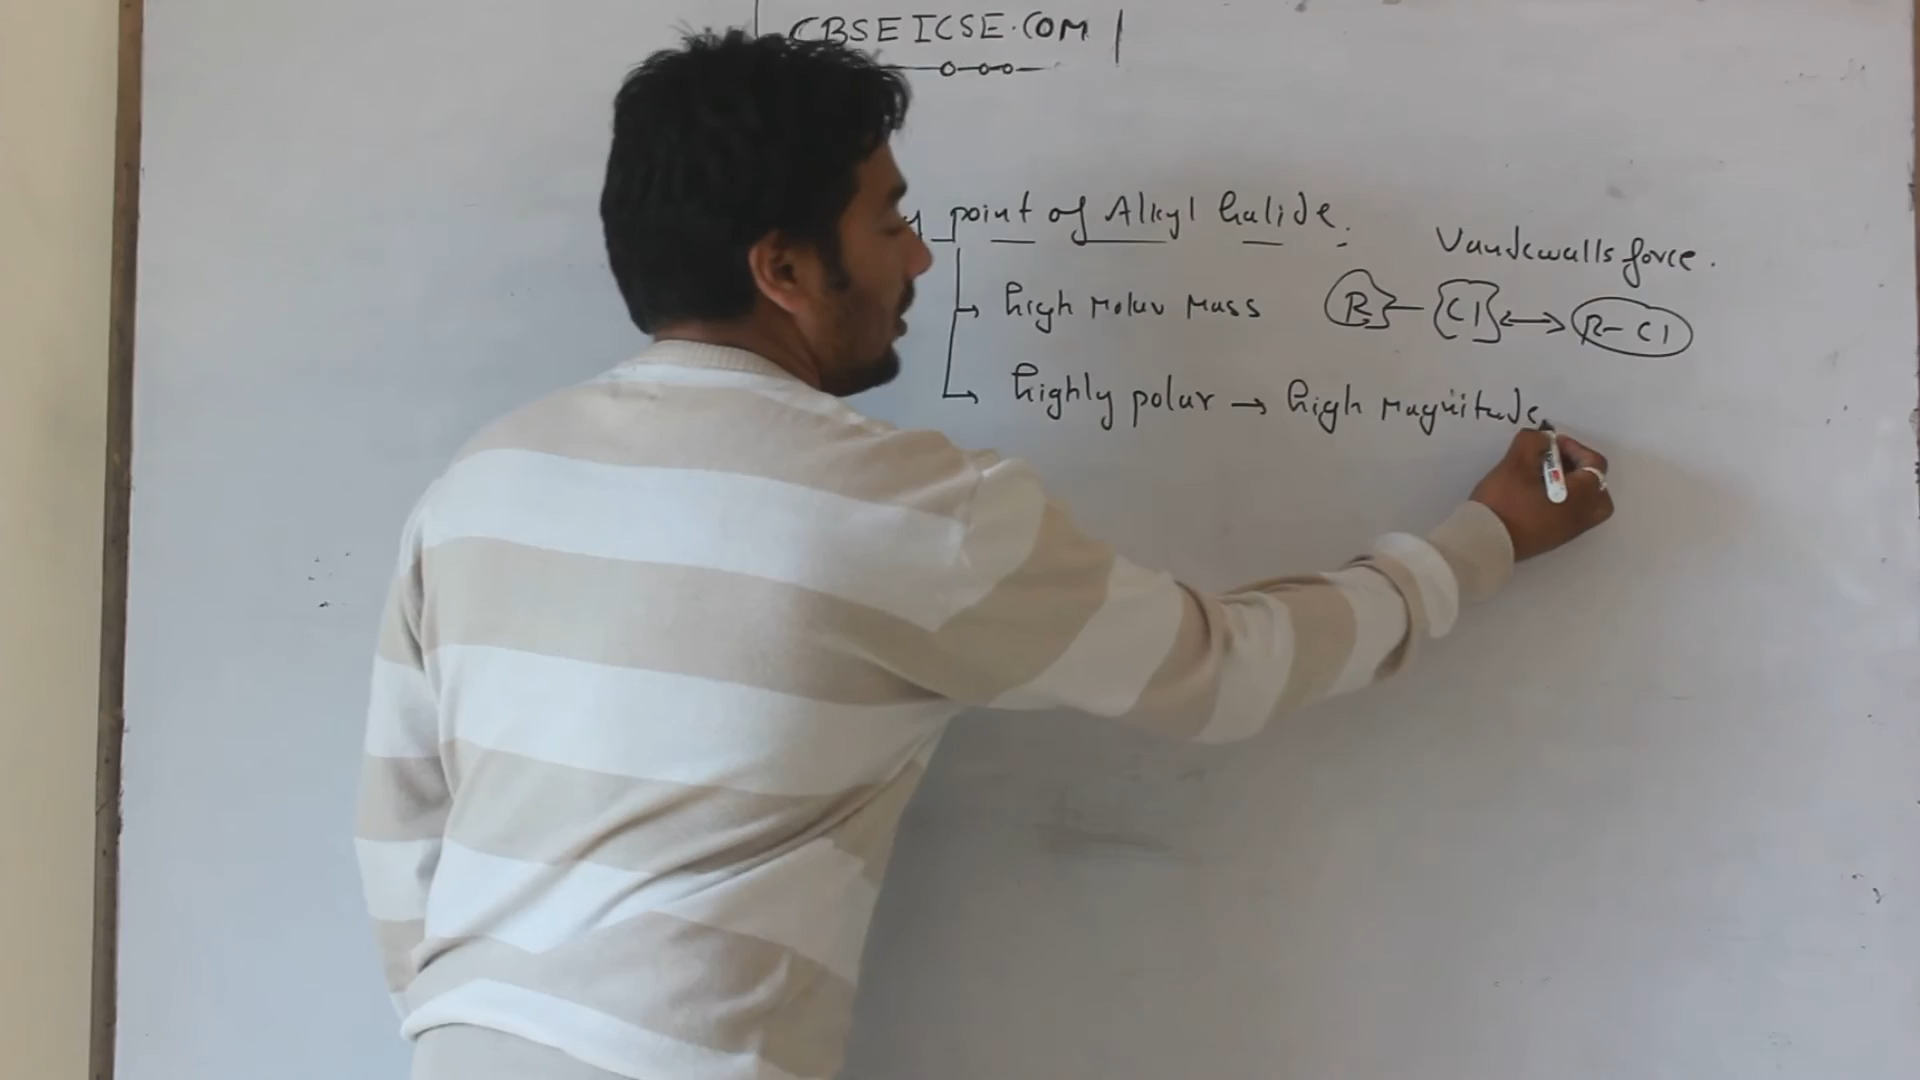 CBSEICSE.COM
y point of Alkyl halide.
Vandewalls force.
high Molar Mass
R - Cl ↔ R-Cl
highly polar → high Magnitude